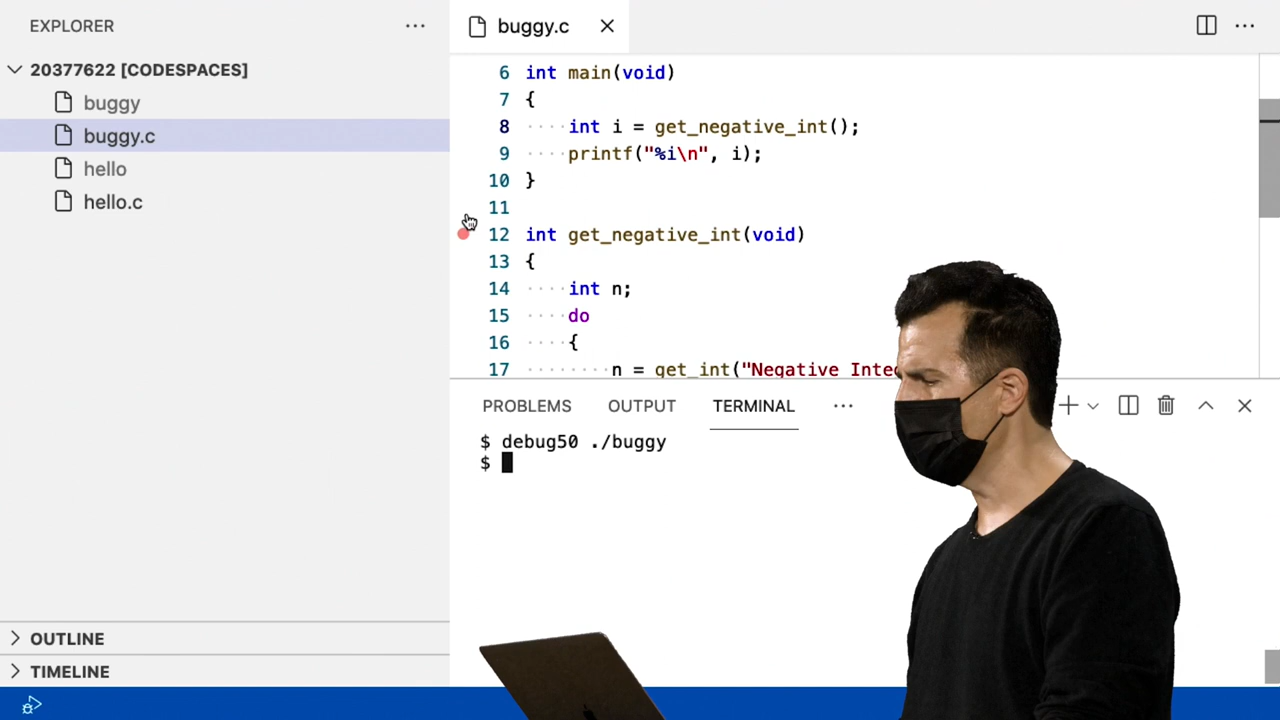 EXPLORER
20377622 [CODESPACES]
buggy
buggy.c
hello
hello.c
OUTLINE
TIMELINE
buggy.c
6 int main(void)
7 {
8 ····int i = get_negative_int();
9 ····printf("%i\n", i);
10 }
11
12 int get_negative_int(void)
13 {
14 ····int n;
15 ····do
16 ····{
17 ········n = get_int("Negative
PROBLEMS
OUTPUT
TERMINAL
$ debug50 ./buggy
$